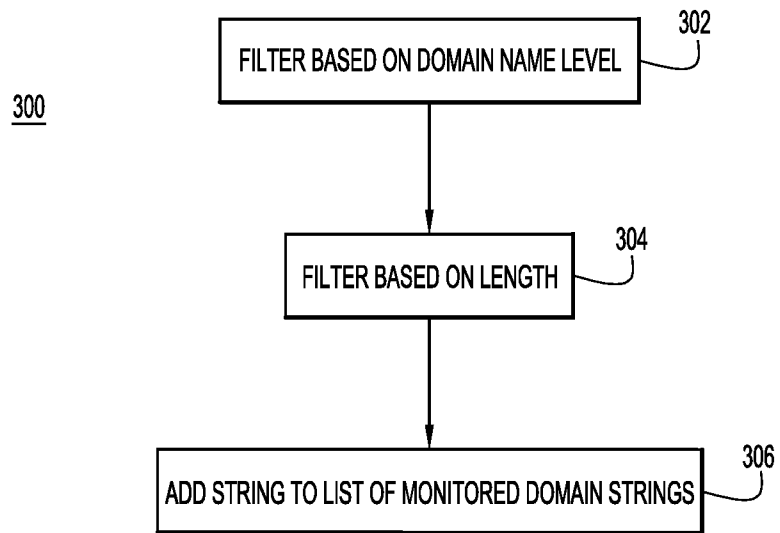 302
FILTER BASED ON DOMAIN NAME LEVEL
300
304
FILTER BASED ON LENGTH
306
ADD STRING TO LIST OF MONITORED DOMAIN STRINGS